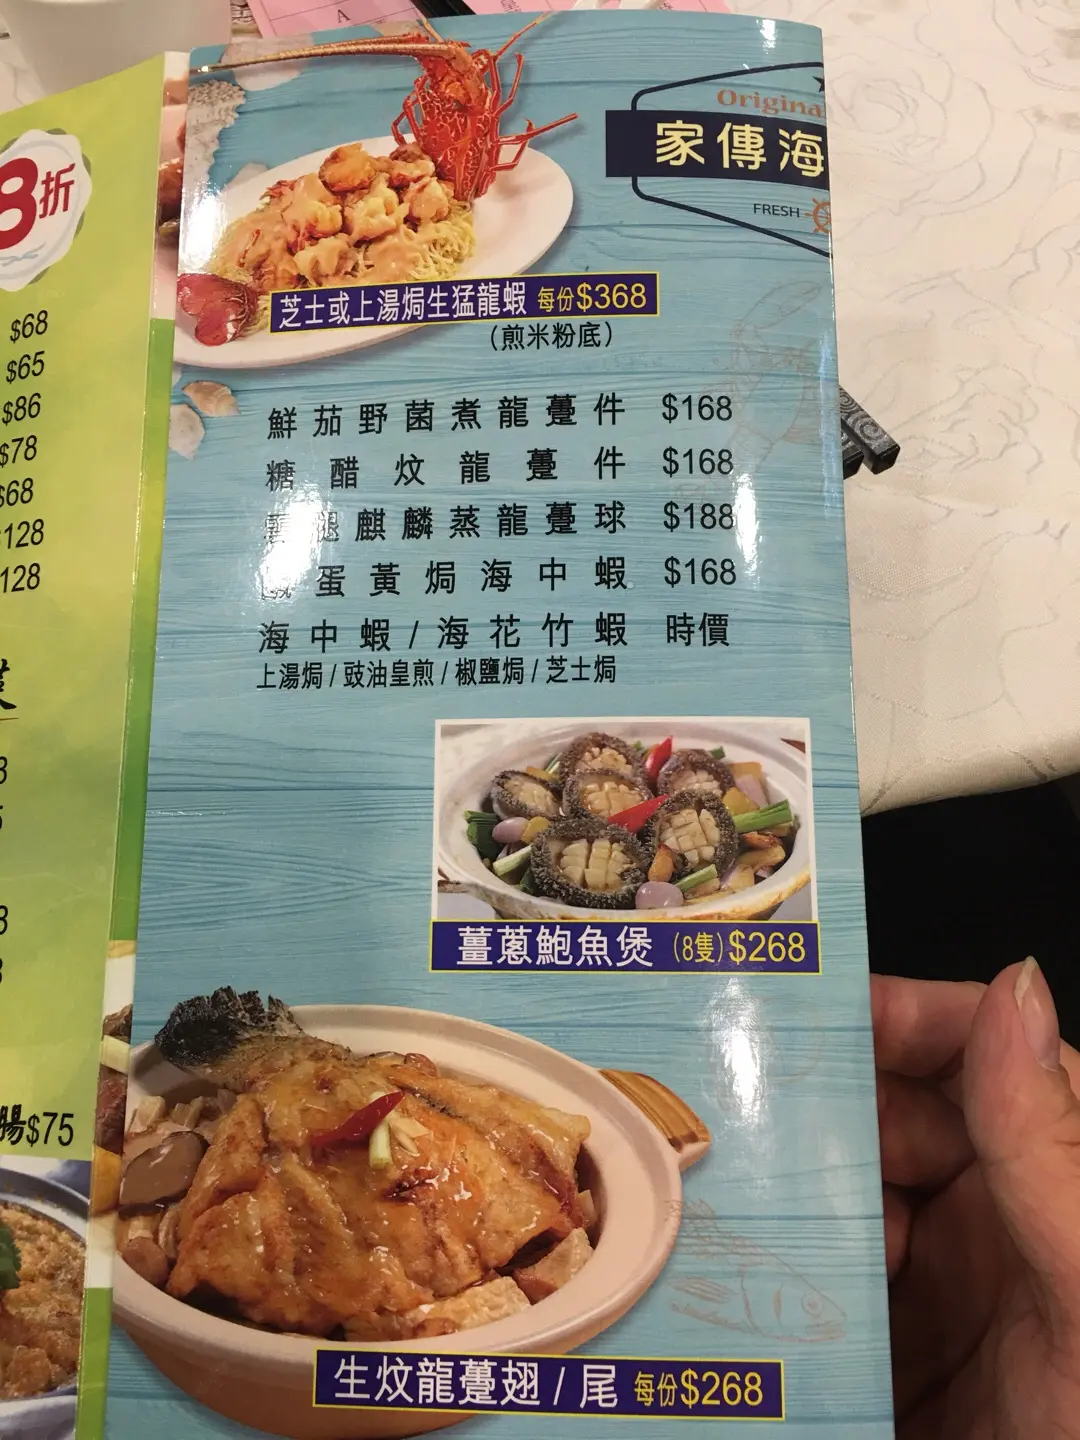 A
8折
$68
$65
$86
$78
$68
$128
128
腸$75
Origina
家傳海
FRESH
芝士或上湯焗生猛龍蝦 每份$368
(煎米粉底)
鮮茄野菌煮龍躉件 $168
糖醋炆龍躉件 $168
腿麒麟蒸龍躉球 $188
蛋黃焗海中蝦 $168
海中蝦/海花竹蝦 時價
上湯焗/豉油皇煎/椒鹽焗/芝士焗
薑蔥鮑魚煲 (8隻)$268
生炆龍躉翅/尾 每份$268